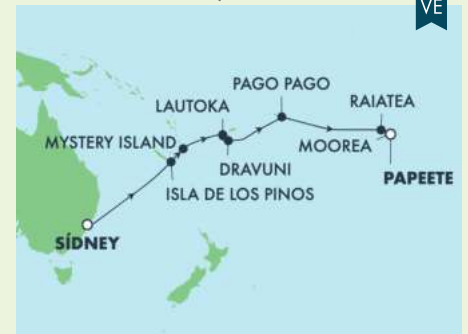 VE
PAGO PAGO
LAUTOKA
RAIATEA
MYSTERY ISLAND
MOOREA
DRAVUNI
PAPEETE
ISLA DE LOS PINOS
SÍDNEY